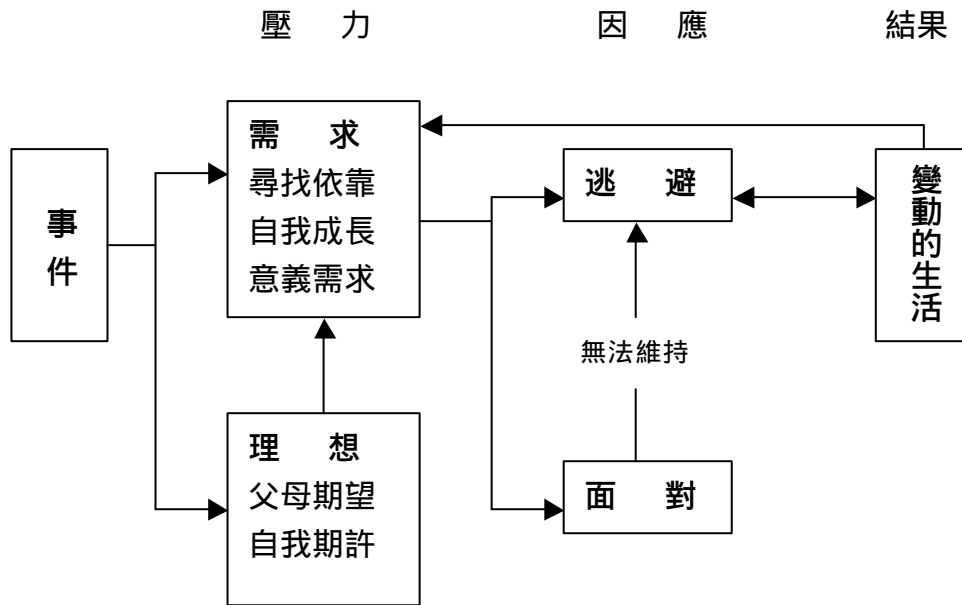 壓 力 因 應 結果
事件
需 求
尋找依靠
自我成長
意義需求
理 想
父母期望
自我期許
逃 避
無法維持
面 對
變動的生活